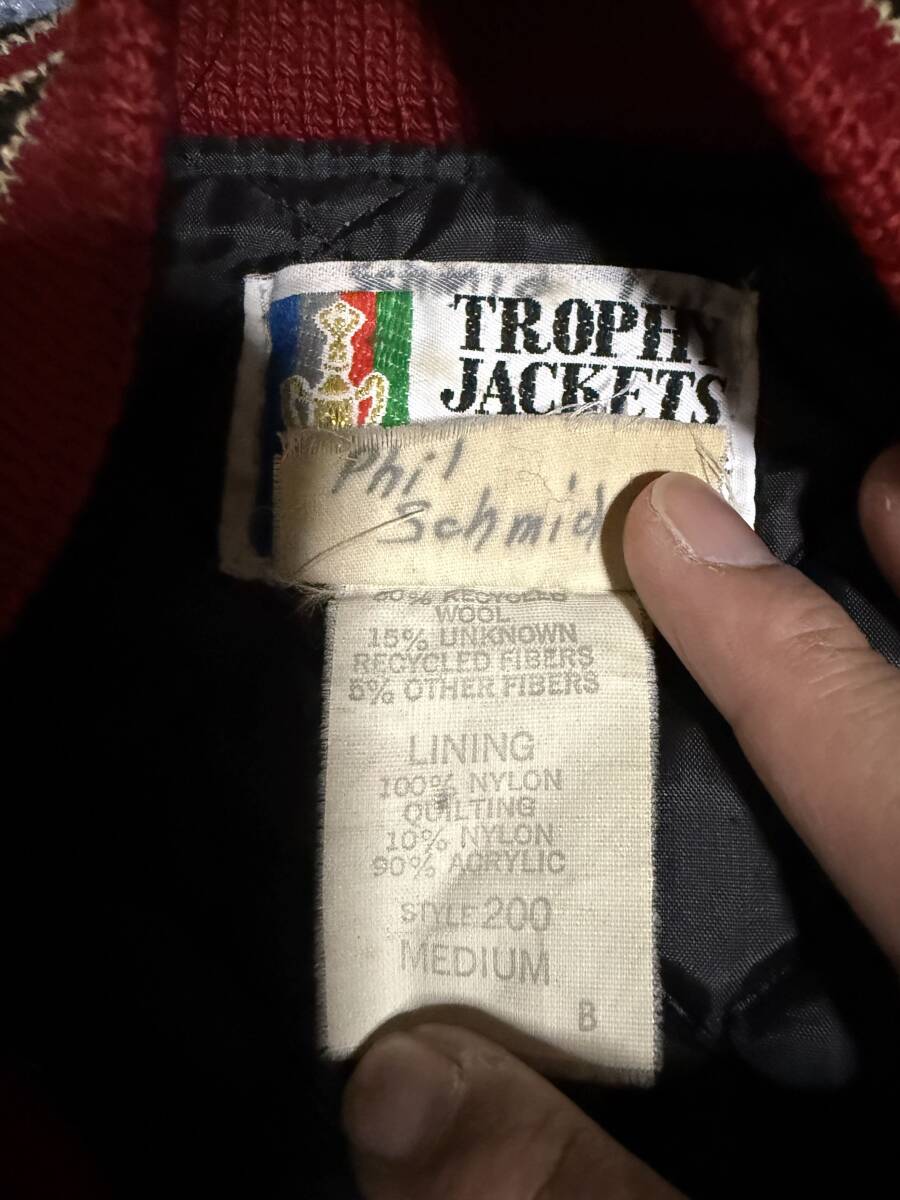 TROPHY
JACKETS
Phil
Schmid
80% RECYCLED
WOOL
15% UNKNOWN
RECYCLED FIBERS
5% OTHER FIBERS
LINING
100% NYLON
QUILTING
10% NYLON
90% ACRYLIC
STYLE 200
MEDIUM
B